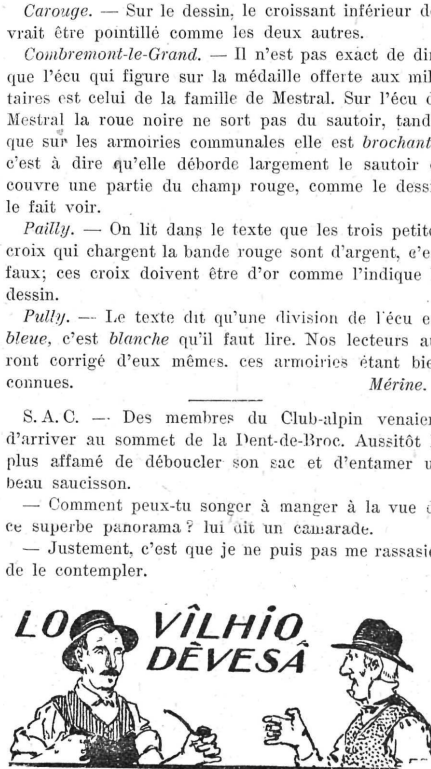 Carouge. — Sur le dessin, le croissant inférieur d
vrait être pointillé comme les deux autres.
Combremont-le-Grand. — Il n'est pas exact de di
que l'écu qui figure sur la médaille offerte aux mil
taires est celui de la famille de Mestral. Sur l'écu d
Mestral la roue noire ne sort pas du sautoir, tand
que sur les armoiries communales elle est brochant
c'est à dire qu'elle déborde largement le sautoir e
couvre une partie du champ rouge, comme le dess
le fait voir.
Pailly. — On lit dans le texte que les trois petite
croix qui chargent la bande rouge sont d'argent, c'e
faux; ces croix doivent être d'or comme l'indique
dessin.
Pully. — Le texte dit qu'une division de l'écu e
bleue, c'est blanche qu'il faut lire. Nos lecteurs a
ront corrigé d'eux mêmes. ces armoiries étant bie
connues. Mérine.
S. A. C. — Des membres du Club-alpin venaien
d'arriver au sommet de la Dent-de-Broc. Aussitôt
plus affamé de déboucler son sac et d'entamer u
beau saucisson.
— Comment peux-tu songer à manger à la vue d
ce superbe panorama? lui dit un camarade.
— Justement, c'est que je ne puis pas me rassasie
de le contempler.
LO VÎLHIO
DÈVESÂ